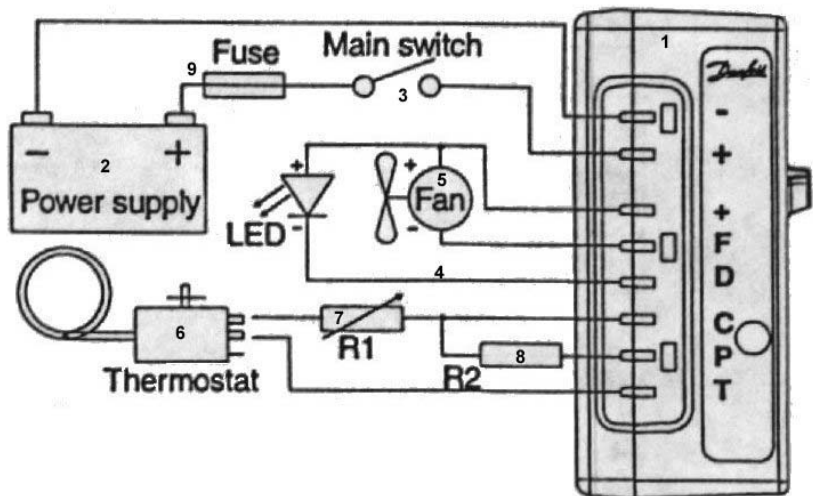 Fuse
Main switch
1
Danfoss
9
3
-
- 2 +
+
Power supply
+
+ 5
Fan
+
LED
-
-
F
4
D
6
7
C
R1
8
P
Thermostat
R2
T